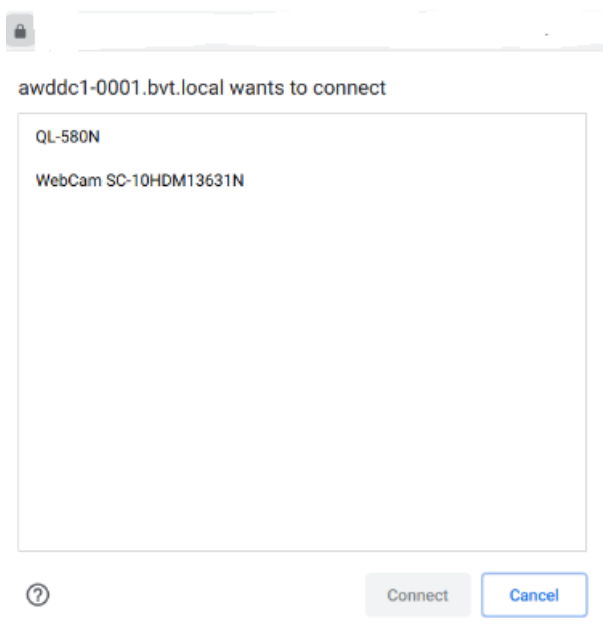 awddc1-0001.bvt.local wants to connect
QL-580N
WebCam SC-10HDM13631N
Connect
Cancel